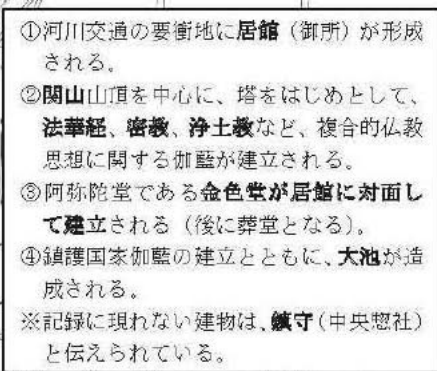 ①河川交通の要衝地に居館（御所）が形成
される。
②関山山頂を中心に、塔をはじめとして、
法華経、密教、浄土教など、複合的仏教
思想に関する伽藍が建立される。
③阿弥陀堂である金色堂が居館に対面し
て建立される（後に葬堂となる）。
④鎮護国家伽藍の建立とともに、大池が造
成される。
※記録に現れない建物は、鎮守（中央惣社）
と伝えられている。